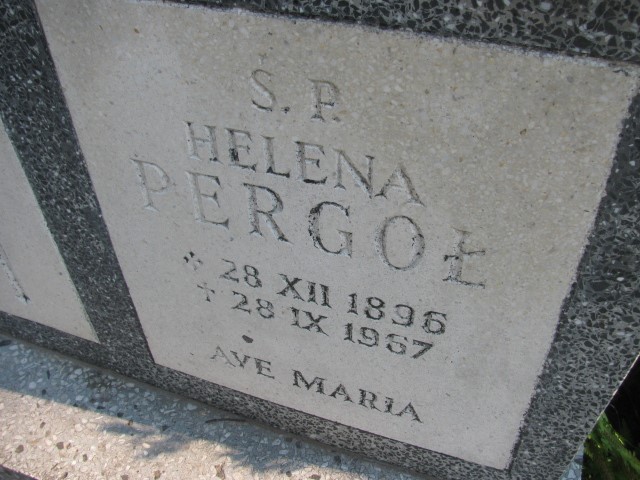 Ś. P.
HELENA
PERGOŁ
* 28 XII 1896
+ 28 IX 1967
AVE MARIA